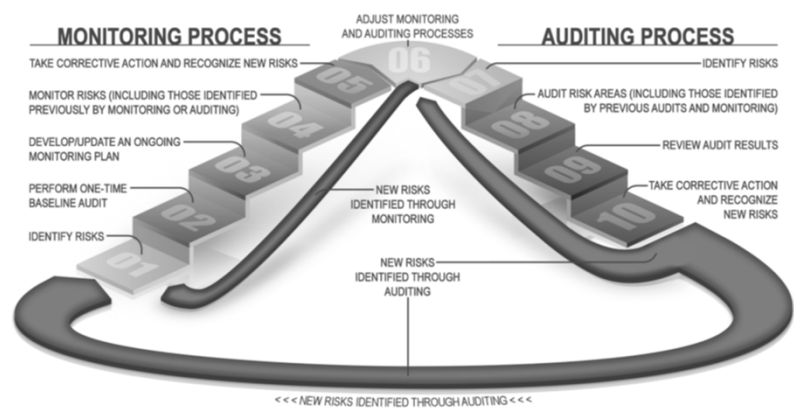 MONITORING PROCESS
TAKE CORRECTIVE ACTION AND RECOGNIZE NEW RISKS
MONITOR RISKS (INCLUDING THOSE IDENTIFIED
PREVIOUSLY BY MONITORING OR AUDITING)
DEVELOP/UPDATE AN ONGOING
MONITORING PLAN
PERFORM ONE-TIME
BASELINE AUDIT
IDENTIFY RISKS
01
02
03
04
05
ADJUST MONITORING
AND AUDITING PROCESSES
06
AUDITING PROCESS
IDENTIFY RISKS
AUDIT RISK AREAS (INCLUDING THOSE IDENTIFIED
BY PREVIOUS AUDITS AND MONITORING)
REVIEW AUDIT RESULTS
TAKE CORRECTIVE ACTION
AND RECOGNIZE
NEW RISKS
07
08
09
10
NEW RISKS
IDENTIFIED THROUGH
MONITORING
NEW RISKS
IDENTIFIED THROUGH
AUDITING
<<< NEW RISKS IDENTIFIED THROUGH AUDITING <<<